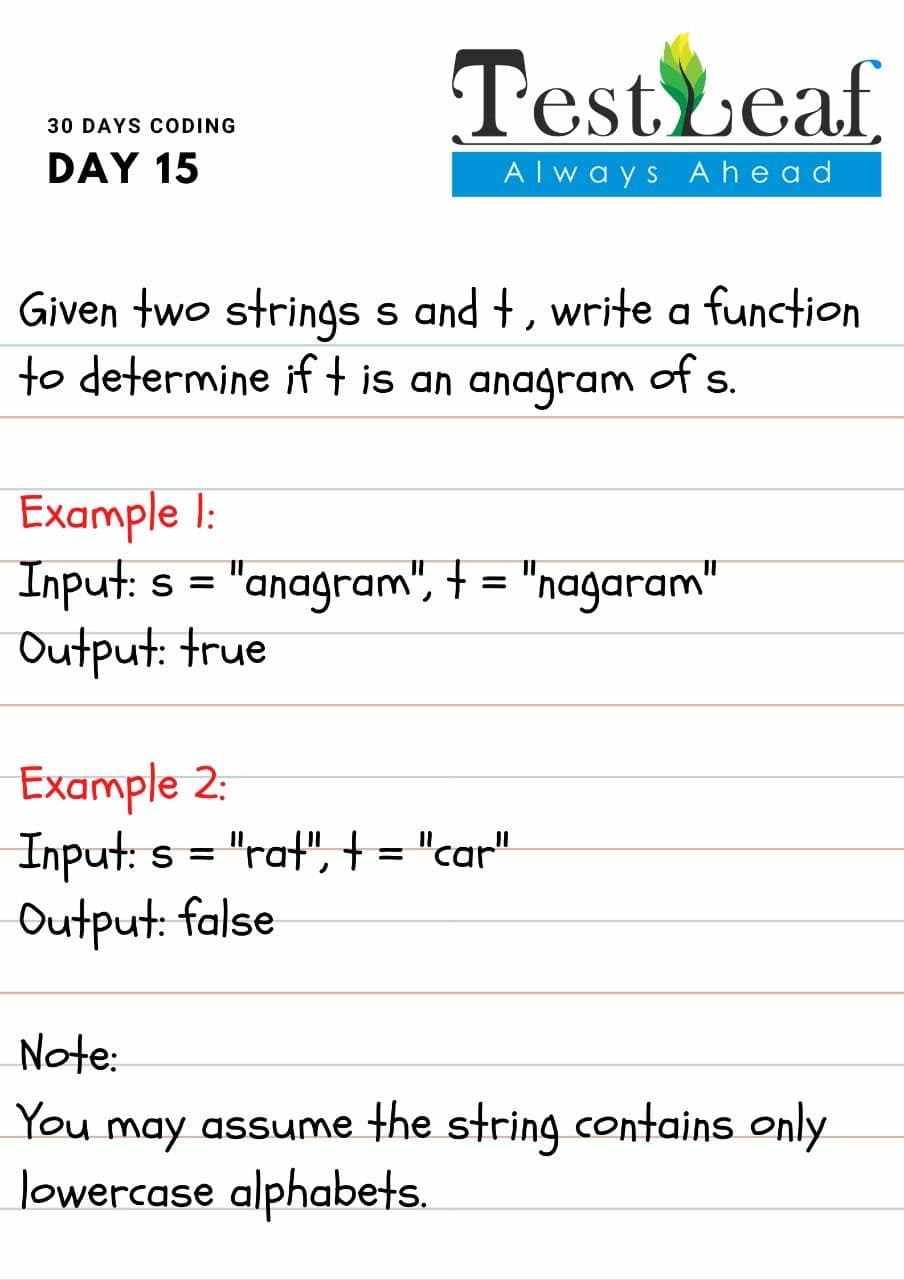 30 DAYS CODING
DAY 15
TestLeaf
Always Ahead
Given two strings s and t , write a function
to determine if t is an anagram of s.
Example 1:
Input: s = "anagram", t = "nagaram"
Output: true
Example 2:
Input: s = "rat", t = "car"
Output: false
Note:
You may assume the string contains only
lowercase alphabets.